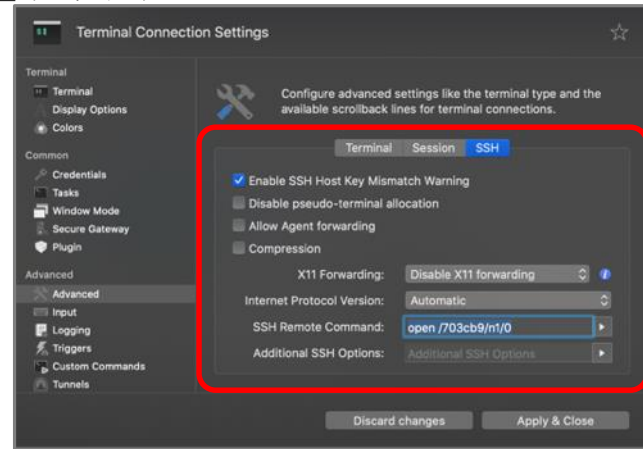 Terminal Connection Settings
Terminal
Terminal
Display Options
Colors
Common
Credentials
Tasks
Window Mode
Secure Gateway
Plugin
Advanced
Advanced
Input
Logging
Triggers
Custom Commands
Tunnels
Configure advanced settings like the terminal type and the
available scrollback lines for terminal connections.
Terminal Session SSH
Enable SSH Host Key Mismatch Warning
Disable pseudo-terminal allocation
Allow Agent forwarding
Compression
X11 Forwarding: Disable X11 forwarding
Internet Protocol Version: Automatic
SSH Remote Command: open /703cb9/n1/0
Additional SSH Options: Additional SSH Options
Discard changes Apply & Close